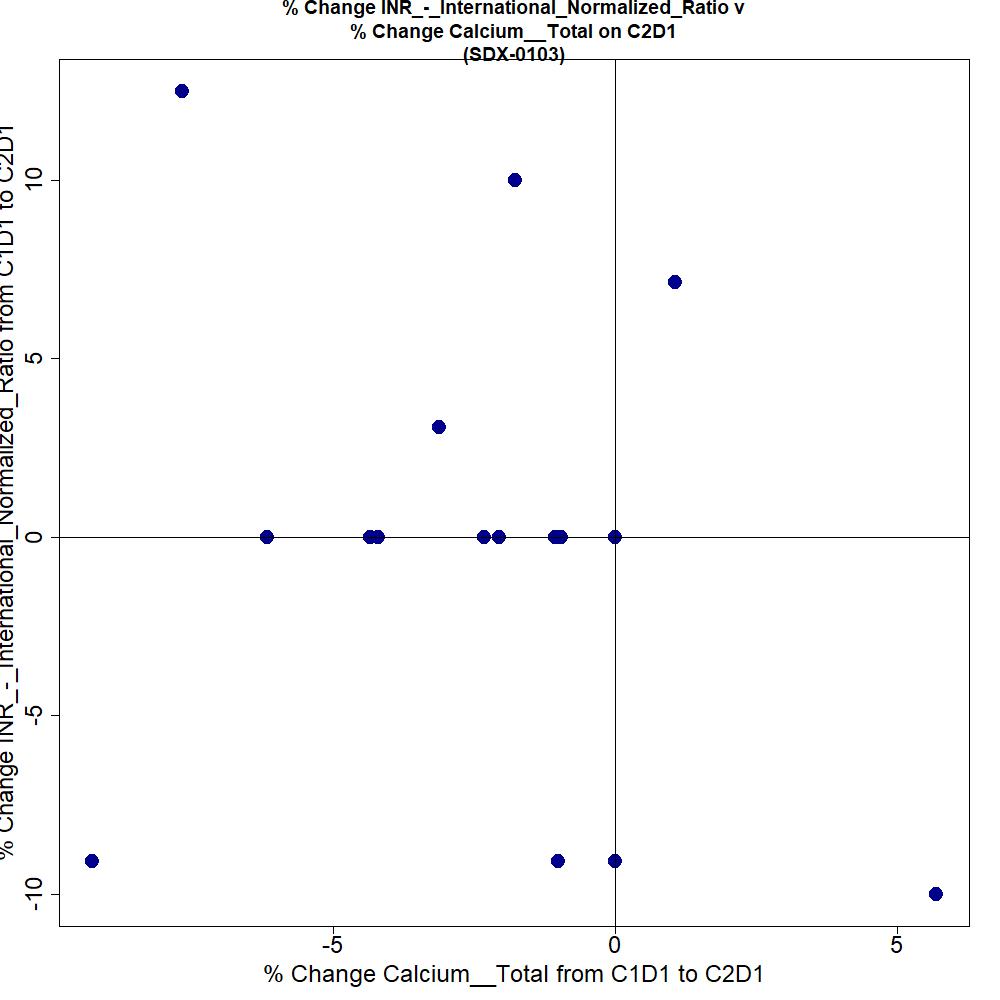 % Change INR_-_International_Normalized_Ratio v
% Change Calcium__Total on C2D1
(SDX-0103)
% Change INR_-_International_Normalized_Ratio from C1D1 to C2D1
10
5
0
-5
-10
-5
0
5
% Change Calcium__Total from C1D1 to C2D1